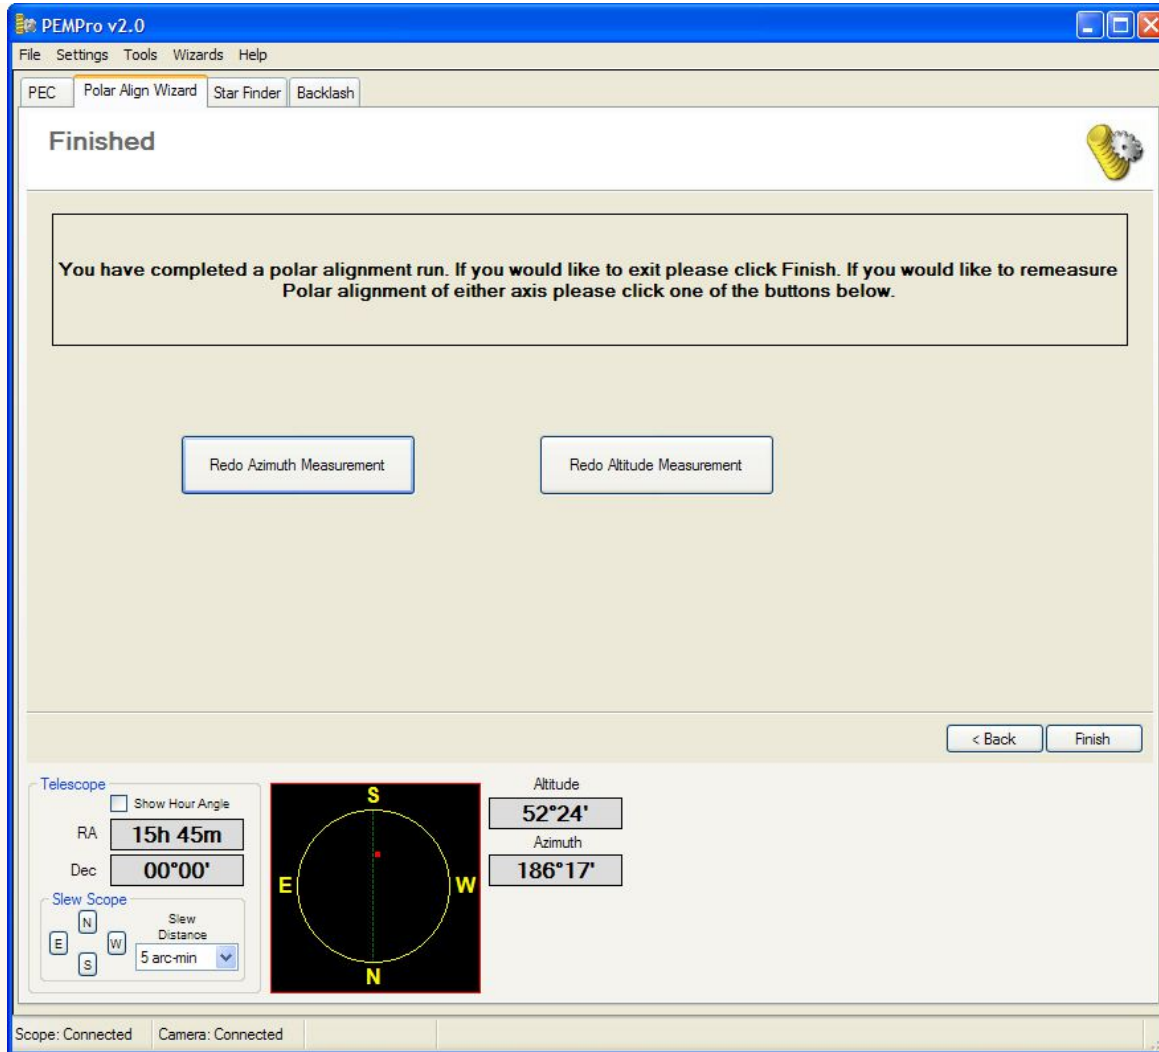 PEMPro v2.0
File Settings Tools Wizards Help
PEC Polar Align Wizard Star Finder Backlash
Finished
You have completed a polar alignment run. If you would like to exit please click Finish. If you would like to remeasure
Polar alignment of either axis please click one of the buttons below.
Redo Azimuth Measurement Redo Altitude Measurement
< Back Finish
Telescope
Show Hour Angle
RA 15h 45m
Dec 00°00'
Slew Scope
N
E W
S
Slew
Distance
5 arc-min
S
E W
N
Altitude
52°24'
Azimuth
186°17'
Scope: Connected Camera: Connected